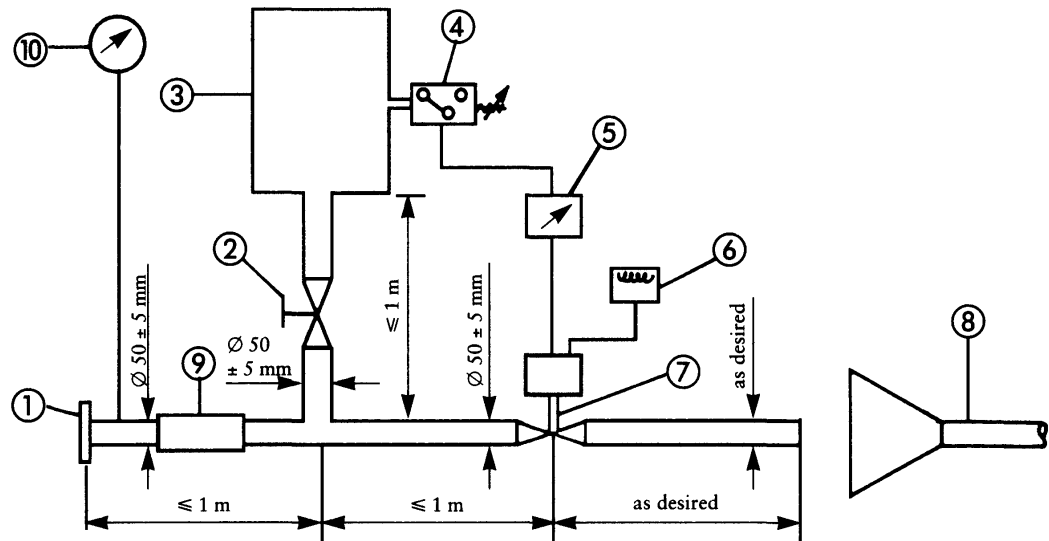 10
3
4
5
2
6
≤ 1 m
Ø 50 ± 5 mm
Ø 50
± 5 mm
Ø 50 ± 5 mm
as desired
8
9
7
1
≤ 1 m
≤ 1 m
as desired